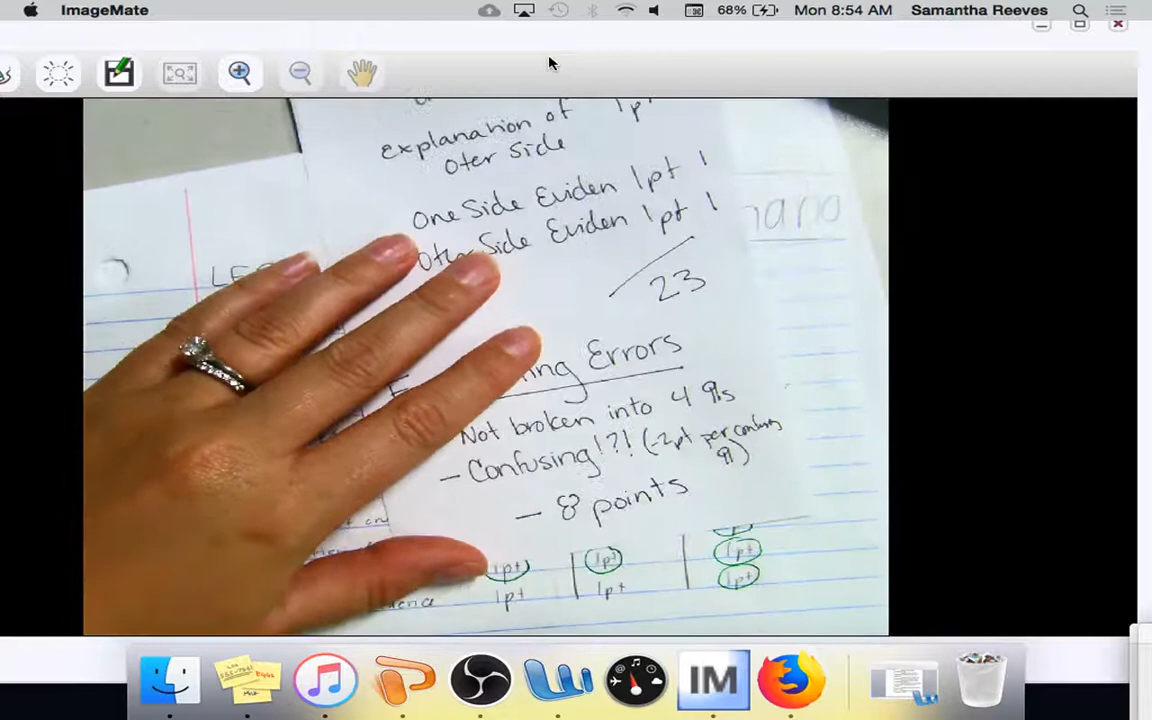 ImageMate
68%
Mon 8:54 AM
Samantha Reeves
explanation of
Oter Side
One Side Eviden 1pt 1
Oter Side Eviden 1pt 1
23
ing Errors
Not broken into 4 ¶s
- Confusing!?! (-2pt per confusing ¶)
- 8 points
1pt
1pt
1pt
1pt
1pt
1pt
IM